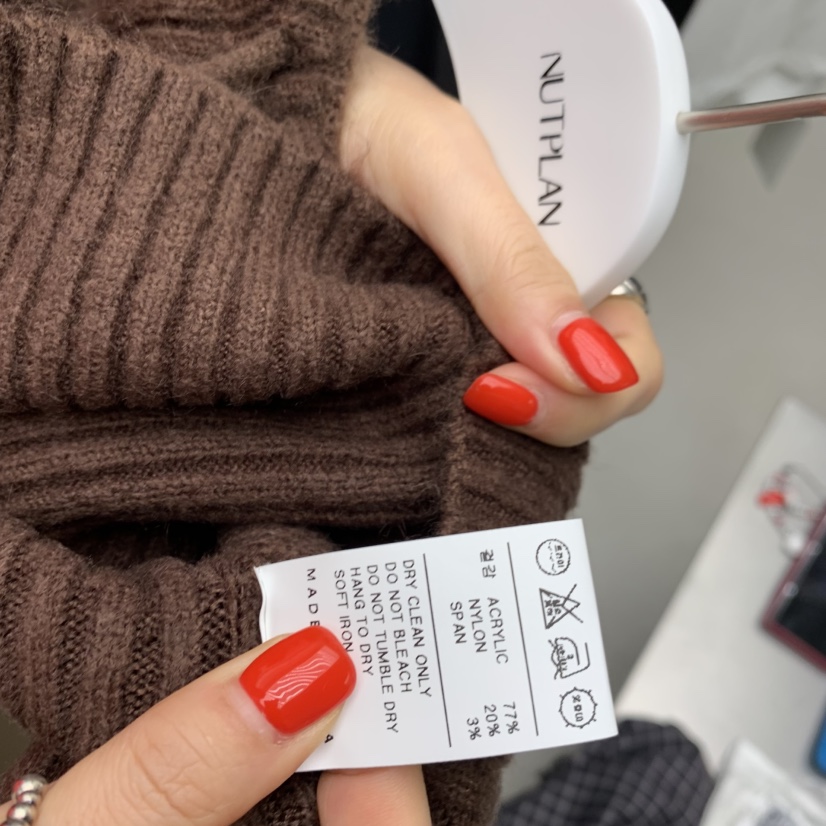 NUTPLAN
겉감 ACRYLIC 77%
NYLON 20%
SPAN 3%
DRY CLEAN ONLY
DO NOT BLEACH
DO NOT TUMBLE DRY
HANG TO DRY
SOFT IRON